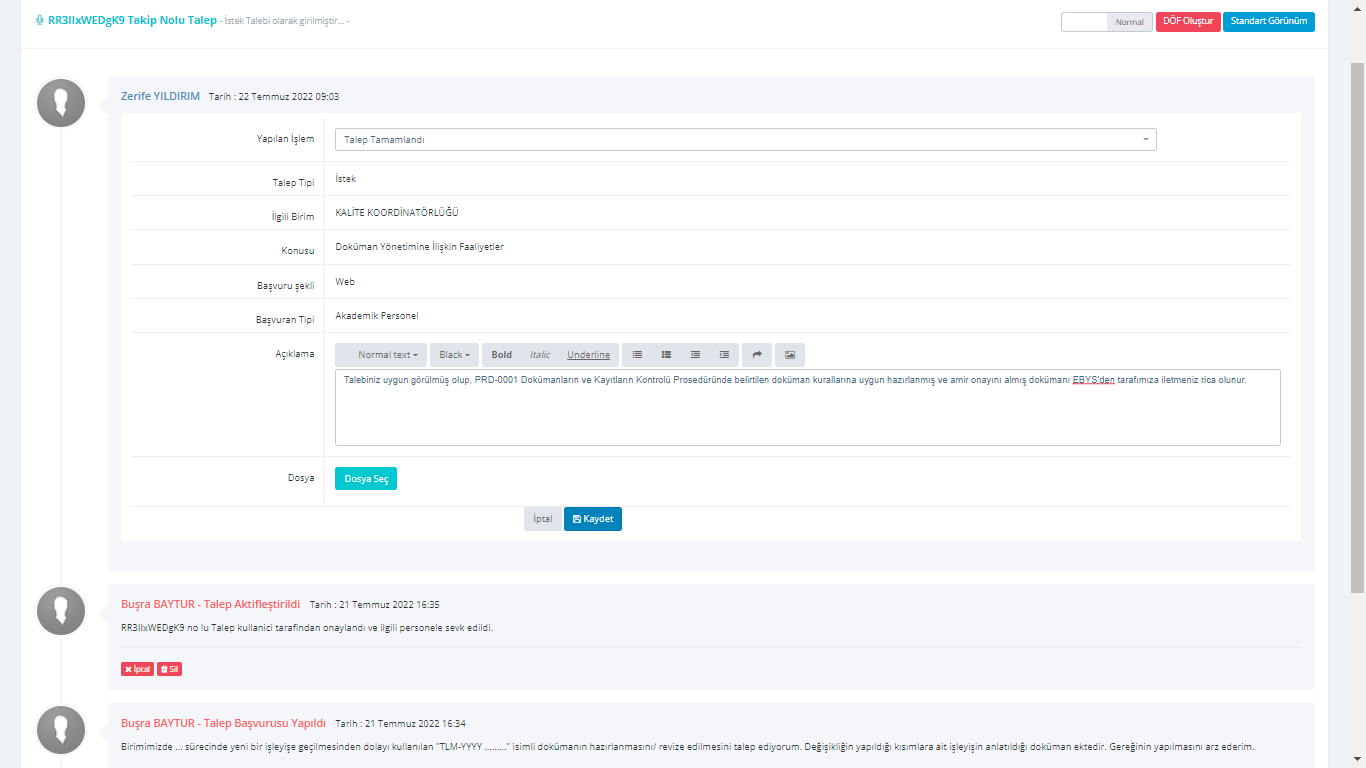 RR3IIxWEDgK9 Takip Nolu Talep - İstek Talebi olarak girilmiştir... -
Normal
DÖF Oluştur
Standart Görünüm
Zerife YILDIRIM Tarih : 22 Temmuz 2022 09:03
Yapılan İşlem
Talep Tamamlandı
Talep Tipi
İstek
İlgili Birim
KALİTE KOORDİNATÖRLÜĞÜ
Konusu
Doküman Yönetimine İlişkin Faaliyetler
Başvuru şekli
Web
Başvuran Tipi
Akademik Personel
Açıklama
Normal text
Black
Bold
Italic
Underline
Talebiniz uygun görülmüş olup, PRD-0001 Dokümanların ve Kayıtların Kontrolü Prosedüründe belirtilen doküman kurallarına uygun hazırlanmış ve amir onayını almış dokümanı EBYS'den tarafımıza iletmeniz rica olunur.
Dosya
Dosya Seç
İptal
Kaydet
Buşra BAYTUR - Talep Aktifleştirildi Tarih : 21 Temmuz 2022 16:35
RR3IIxWEDgK9 no lu Talep kullanici tarafindan onaylandı ve ilgili personele sevk edildi.
İptal
Sil
Buşra BAYTUR - Talep Başvurusu Yapıldı Tarih : 21 Temmuz 2022 16:34
Birimimizde ... sürecinde yeni bir işleyişe geçilmesinden dolayı kullanılan "TLM-YYYY ........." isimli dokümanın hazırlanmasını/ revize edilmesini talep ediyorum. Değişikliğin yapıldığı kısımlara ait işleyişin anlatıldığı doküman ektedir. Gereğinin yapılmasını arz ederim.